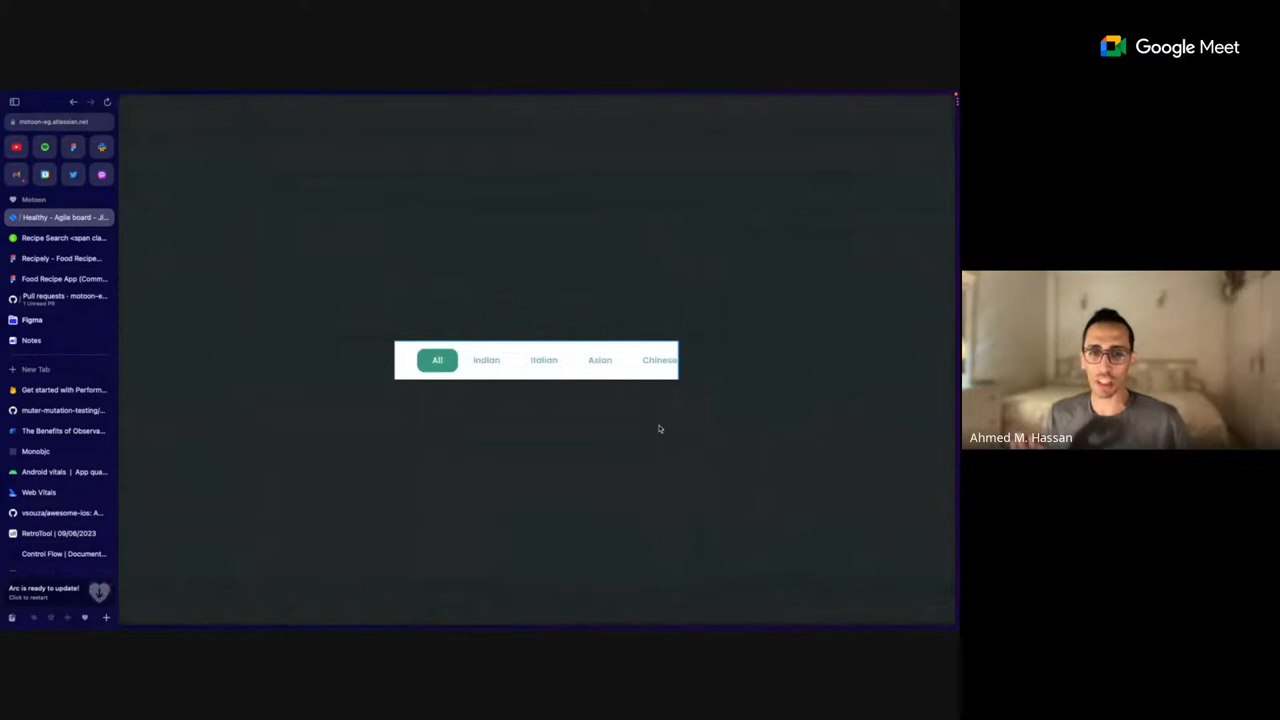 Google Meet
motoon-eg.atlassian.net
Motoon
/ Healthy - Agile board - Ji...
Recipe Search <span cla...
Recipely - Food Recipe...
Food Recipe App (Comm...
/ Pull requests · motoon-e...
1 Unread PR
Figma
Notes
New Tab
Get started with Perform...
muter-mutation-testing/...
The Benefits of Observa...
Monobjc
Android vitals | App qua...
Web Vitals
vsouza/awesome-ios: A...
RetroTool | 09/06/2023
Control Flow | Document...
Arc is ready to update!
Click to restart
All Indian Italian Asian Chinese
Ahmed M. Hassan